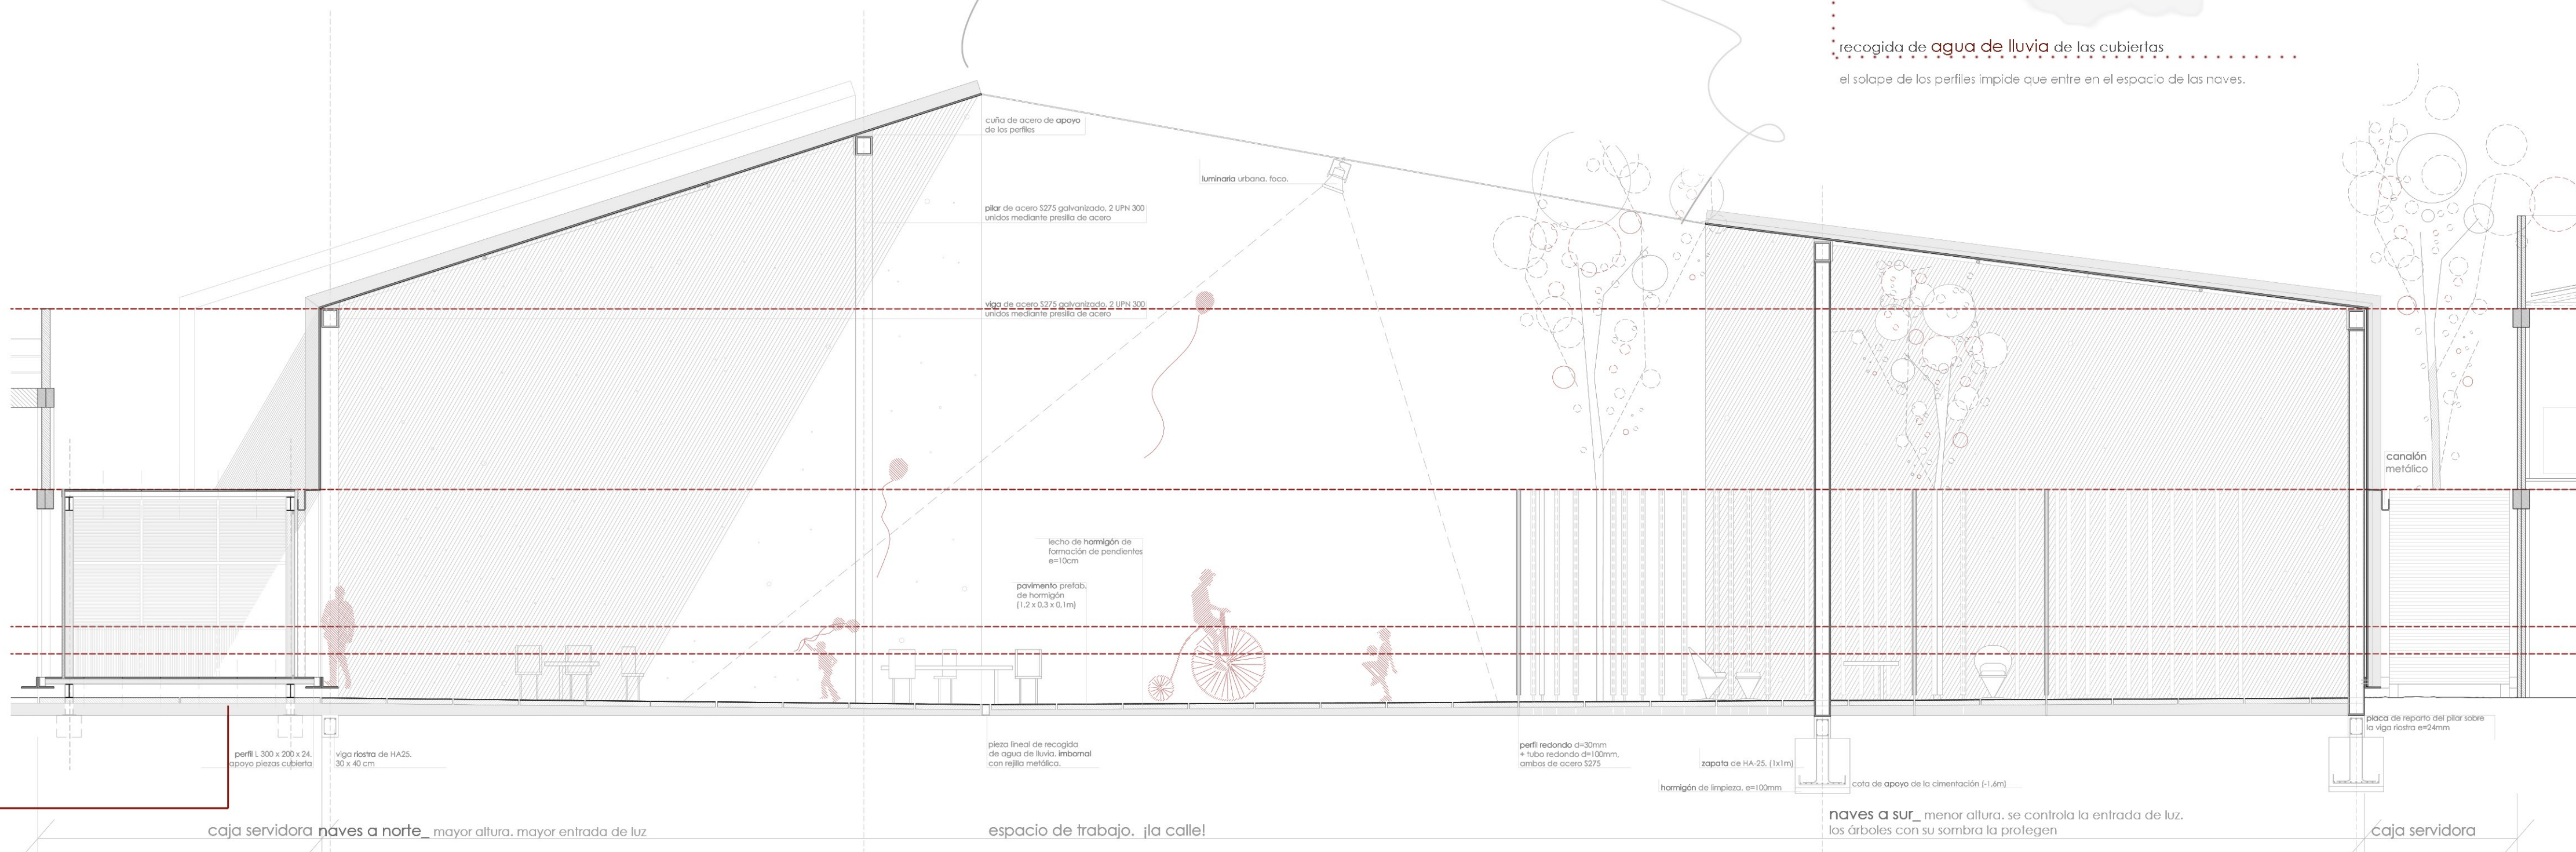 recogida de agua de lluvia de las cubiertas
el solape de los perfiles impide que entre en el espacio de las naves.
cuña de acero de apoyo
de los perfiles
luminaria urbana, foco.
pilar de acero S275 galvanizado, 2 UPN 300
unidos mediante presilla de acero
viga de acero S275 galvanizado, 2 UPN 300
unidos mediante presilla de acero
canalón
metálico
lecho de hormigón de
formación de pendientes
e=10cm
pavimento prefab.
de hormigón
(1,2 x 0,3 x 0,1m)
perfil L 300 x 200 x 24.
apoyo piezas cubierta
viga riostra de HA25.
30 x 40 cm
pieza lineal de recogida
de agua de lluvia. imbornal
con rejilla metálica.
perfil redondo d=30mm
+ tubo redondo d=100mm,
ambos de acero S275
zapata de HA-25, (1x1m)
hormigón de limpieza, e=100mm
cota de apoyo de la cimentación (-1,6m)
placa de reparto del pilar sobre
la viga riostra e=24mm
caja servidora
naves a norte_ mayor altura. mayor entrada de luz
espacio de trabajo. ¡la calle!
naves a sur_ menor altura. se controla la entrada de luz.
los árboles con su sombra la protegen
caja servidora